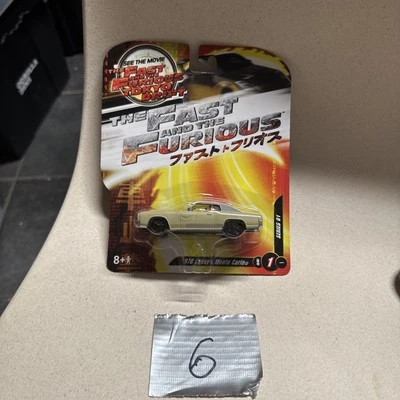 SEE THE MOVIE
THE FAST
AND THE
FURIOUS
TOKYO DRIFT
THE FAST
AND THE
FURIOUS
ファスト フリオス
SERIES 01
8+
Chevy Monte Carlo
1
6